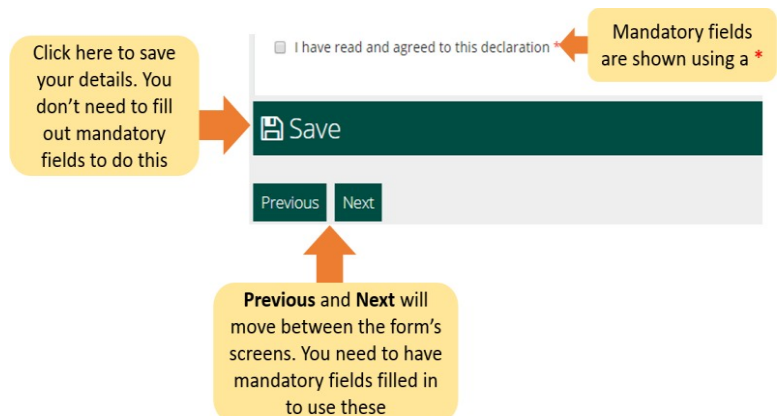 Click here to save
your details. You
don't need to fill
out mandatory
fields to do this
I have read and agreed to this declaration *
Mandatory fields
are shown using a *
Save
Previous
Next
Previous and Next will
move between the form's
screens. You need to have
mandatory fields filled in
to use these